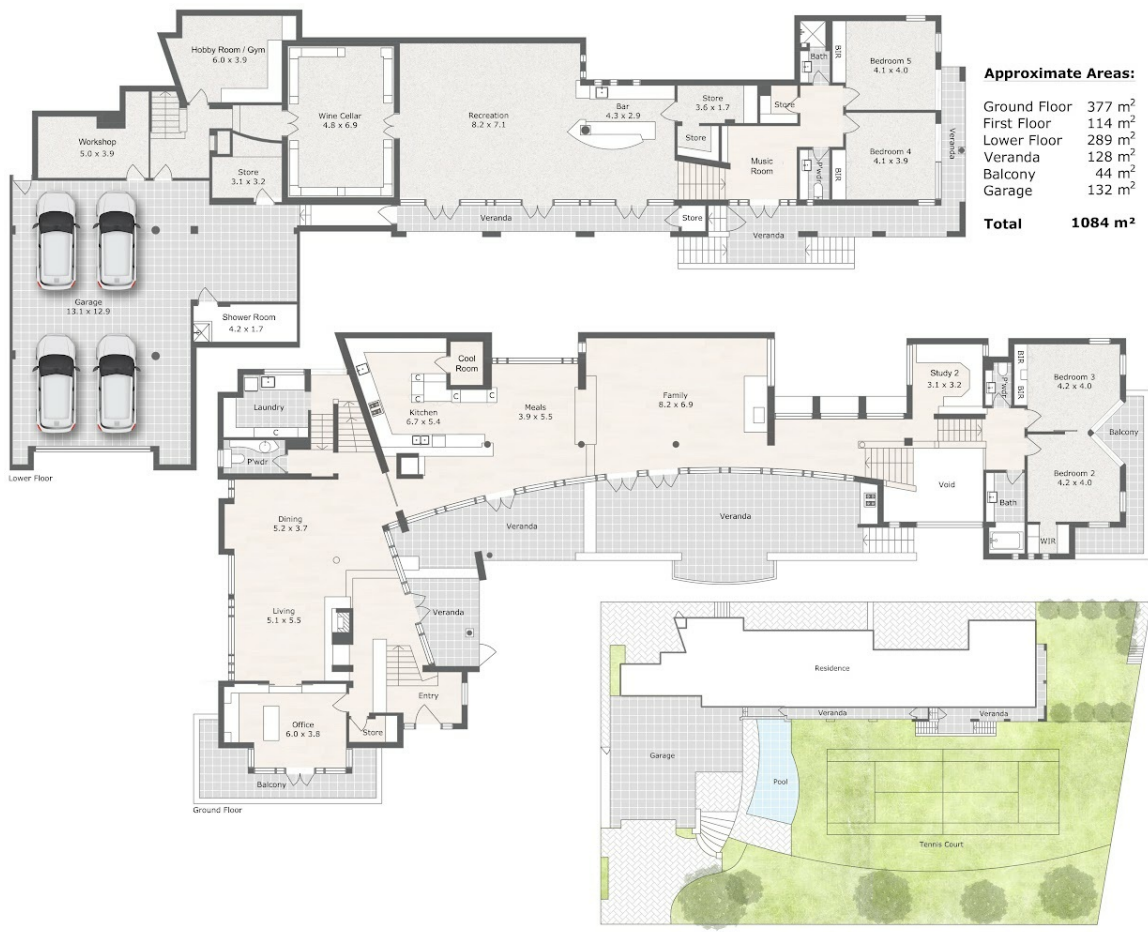 Hobby Room / Gym
6.0 x 3.9
Wine Cellar
4.8 x 6.9
Recreation
8.2 x 7.1
Bar
4.3 x 2.9
Store
3.6 x 1.7
Store
Store
Bath
BIR
Bedroom 5
4.1 x 4.0
Workshop
5.0 x 3.9
Store
3.1 x 3.2
Music
Room
P'wdr
BIR
Bedroom 4
4.1 x 3.9
Veranda
Veranda
Store
Veranda
Garage
13.1 x 12.9
Shower Room
4.2 x 1.7
Lower Floor
Approximate Areas:
Ground Floor 377 m²
First Floor 114 m²
Lower Floor 289 m²
Veranda 128 m²
Balcony 44 m²
Garage 132 m²
Total 1084 m²
Laundry
C
P'wdr
Kitchen
6.7 x 5.4
C
C
C
C
Cool
Room
Meals
3.9 x 5.5
Family
8.2 x 6.9
Study 2
3.1 x 3.2
P'wdr
BIR
BIR
Bedroom 3
4.2 x 4.0
Balcony
Bedroom 2
4.2 x 4.0
Void
Bath
WIR
Dining
5.2 x 3.7
Veranda
Veranda
Living
5.1 x 5.5
Veranda
Entry
Office
6.0 x 3.8
Store
Balcony
Ground Floor
Residence
Veranda
Veranda
Garage
Pool
Tennis Court